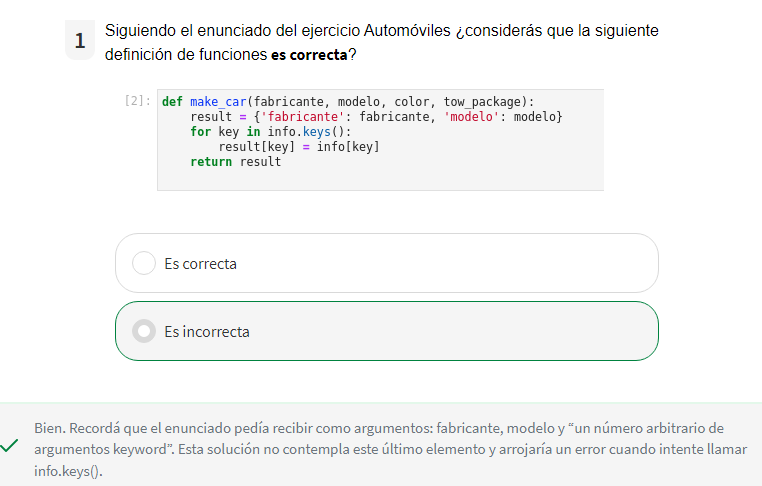 1
Siguiendo el enunciado del ejercicio Automóviles ¿considerás que la siguiente
definición de funciones es correcta?
[2]: def make_car(fabricante, modelo, color, tow_package):
result = {'fabricante': fabricante, 'modelo': modelo}
for key in info.keys():
result[key] = info[key]
return result
Es correcta
Es incorrecta
Bien. Recordá que el enunciado pedía recibir como argumentos: fabricante, modelo y “un número arbitrario de
argumentos keyword”. Esta solución no contempla este último elemento y arrojaría un error cuando intente llamar
info.keys().